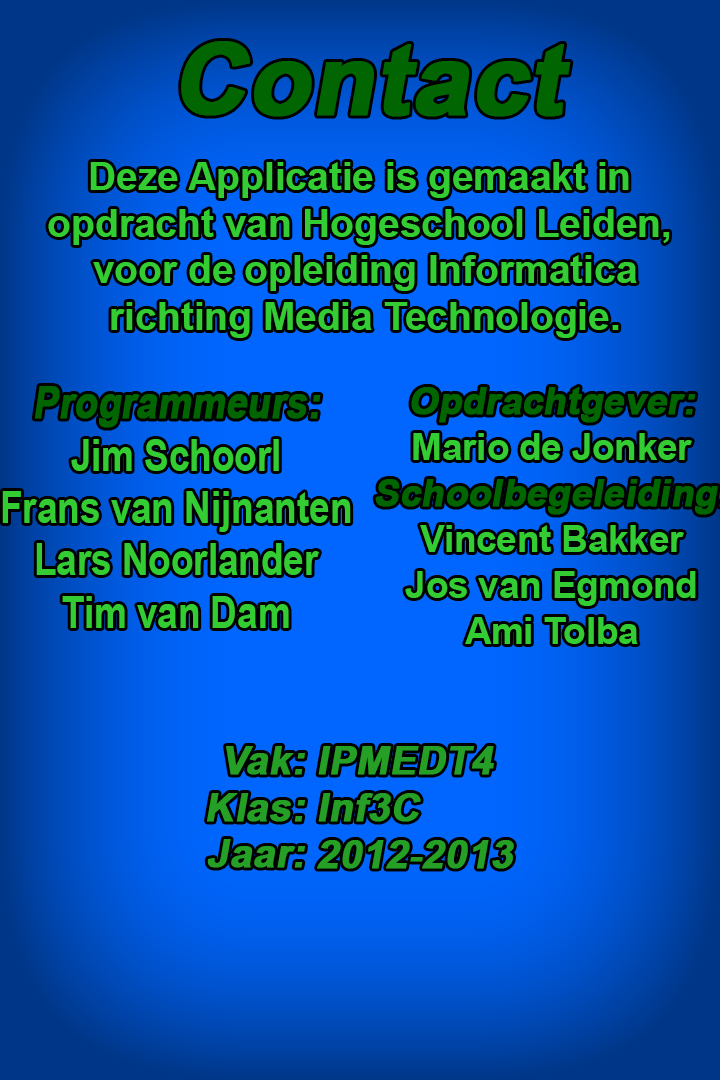 Contact
Deze Applicatie is gemaakt in
opdracht van Hogeschool Leiden,
voor de opleiding Informatica
richting Media Technologie.
Programmeurs:
Jim Schoorl
Frans van Nijnanten
Lars Noorlander
Tim van Dam
Opdrachtgever:
Mario de Jonker
Schoolbegeleiding:
Vincent Bakker
Jos van Egmond
Ami Tolba
Vak: IPMEDT4
Klas: Inf3C
Jaar: 2012-2013